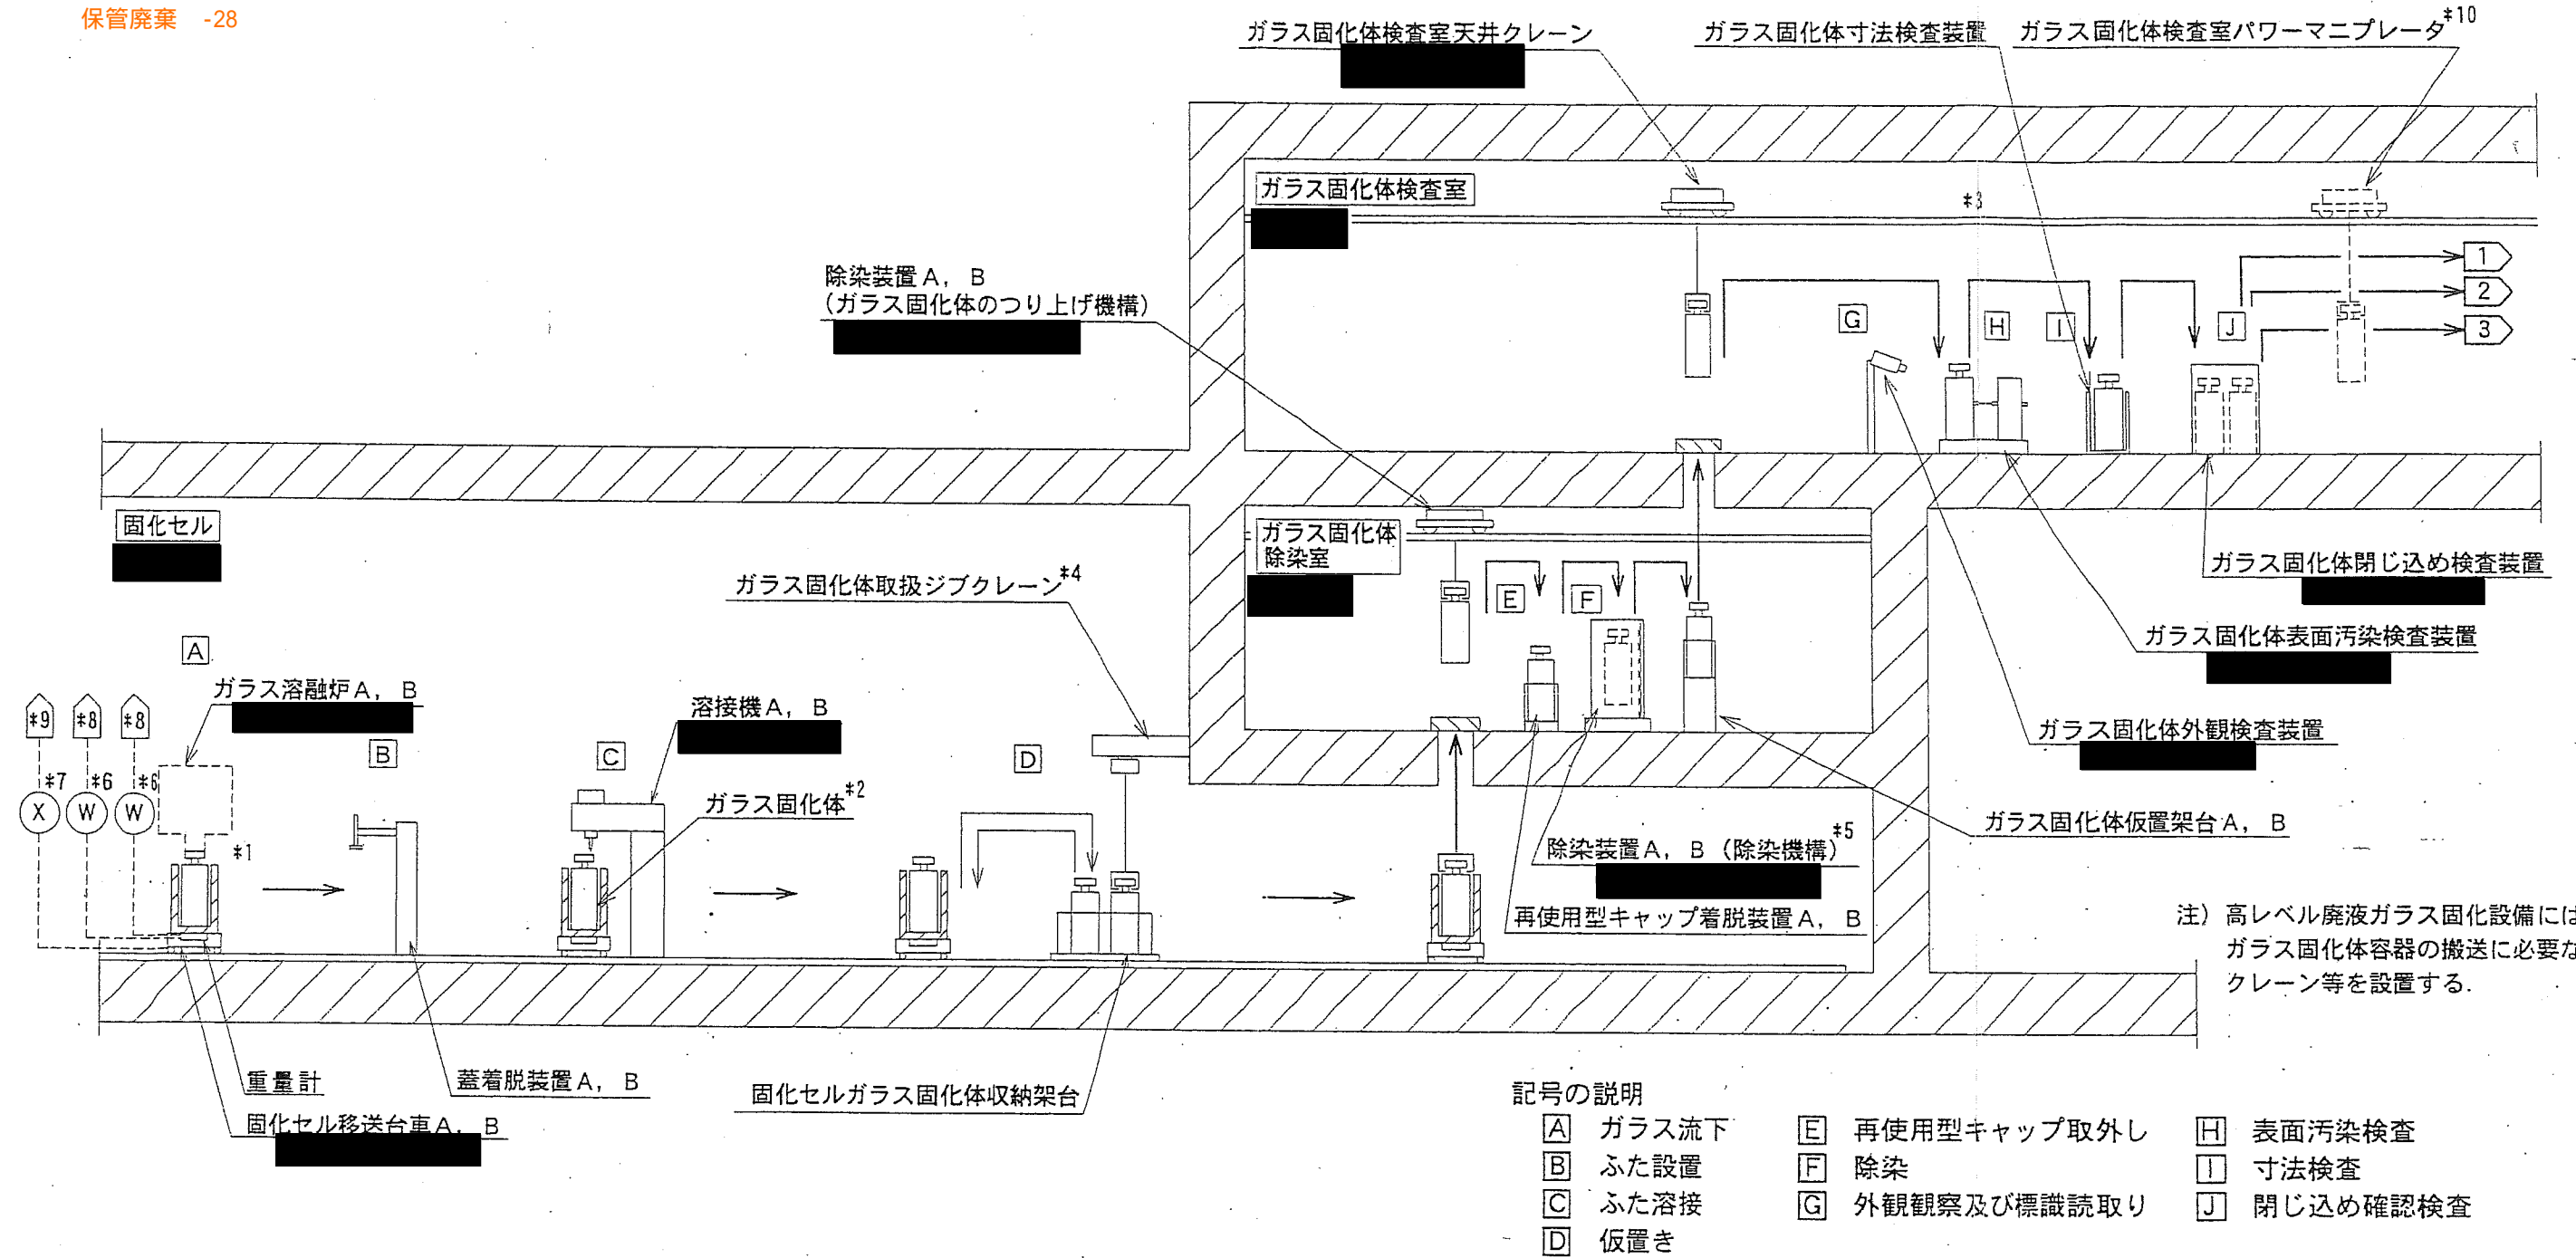 保管廃棄 -28
ガラス固化体検査室天井クレーン
ガラス固化体寸法検査装置
ガラス固化体検査室パワーマニプレータ*10
ガラス固化体検査室
*3
除染装置A, B
(ガラス固化体のつり上げ機構)
1
2
3
G
H
I
J
固化セル
ガラス固化体
除染室
ガラス固化体取扱ジブクレーン*4
E
F
ガラス固化体閉じ込め検査装置
ガラス固化体表面汚染検査装置
A
ガラス溶融炉A, B
溶接機A, B
*9
*8
*8
B
C
D
ガラス固化体外観検査装置
*7
*6
*6
X
W
W
*1
ガラス固化体*2
ガラス固化体仮置架台A, B
除染装置A, B(除染機構)*5
再使用型キャップ着脱装置A, B
注)高レベル廃液ガラス固化設備には
ガラス固化体容器の搬送に必要な
クレーン等を設置する.
重量計
蓋着脱装置A, B
固化セルガラス固化体収納架台
固化セル移送台車A, B
記号の説明
A ガラス流下
B ふた設置
C ふた溶接
D 仮置き
E 再使用型キャップ取外し
F 除染
G 外観観察及び標識読取り
H 表面汚染検査
I 寸法検査
J 閉じ込め確認検査